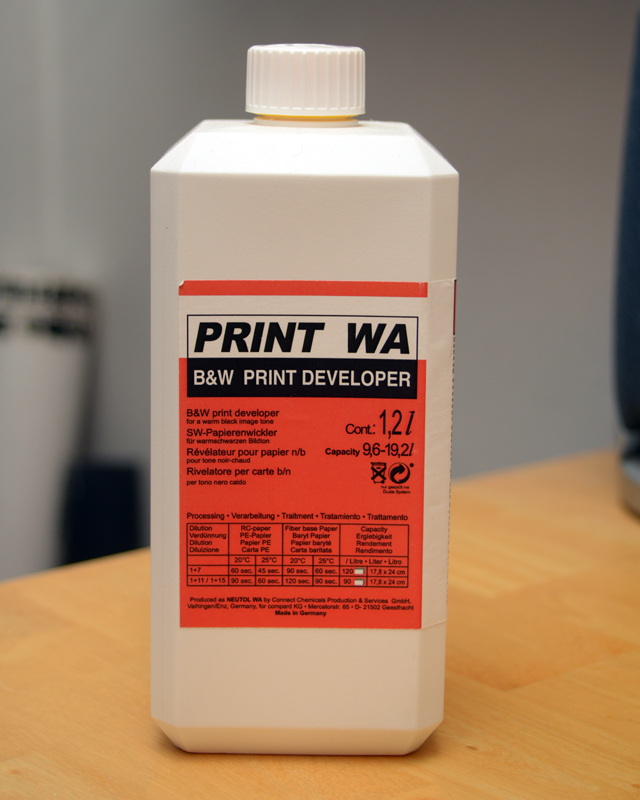 PRINT WA
B&W PRINT DEVELOPER
B&W print developer
for a warm black image tone
SW-Papierenwickler
für warmschwarzen Bildton
Révélateur pour papier n/b
pour tone noir-chaud
Rivelatore per carte b/n
per tono nero caldo
Cont.: 1,2 l
Capacity 9,6-19,2 l
Processing • Verarbeitung • Traitment • Tratamiento • Trattamento
Dilution RC-paper Fiber base Paper Capacity
Verdünnung PE-Papier Baryt Papier Ergiebigkeit
Dilution Papier PE Papier baryté Rendement
Diluizione Carta PE Carta baritata Rendimento
20°C 25°C 20°C 25°C / Litre • Liter • Litro
1+7 60 sec. 45 sec. 90 sec. 60 sec. 120 17,8 x 24 cm
1+11 / 1+15 90 sec. 60 sec. 120 sec. 90 sec. 90 17,8 x 24 cm
Produced as NEUTOL WA by Connect Chemicals Production & Services GmbH,
Vaihingen/Enz, Germany, for compard KG • Mercatorstr. 65 • D- 21502 Geesthacht
Made in Germany